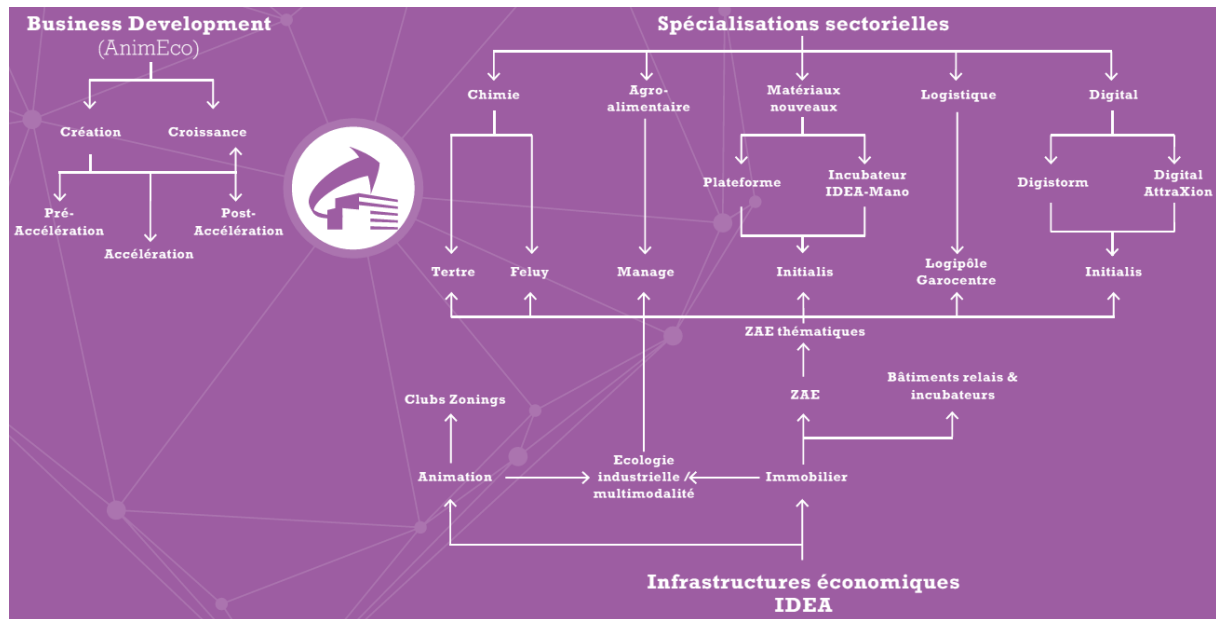 Business Development
(AnimEco)
Création
Croissance
Pré-
Accélération
Accélération
Post-
Accélération
Spécialisations sectorielles
Chimie
Agro-
alimentaire
Matériaux
nouveaux
Logistique
Digital
Plateforme
Incubateur
IDEA-Mano
Digistorm
Digital
AttraXion
Tertre
Feluy
Manage
Initialis
Logipôle
Garocentre
Initialis
ZAE thématiques
ZAE
Bâtiments relais &
incubateurs
Clubs Zonings
Animation
Ecologie
industrielle /
multimodalité
Immobilier
Infrastructures économiques
IDEA